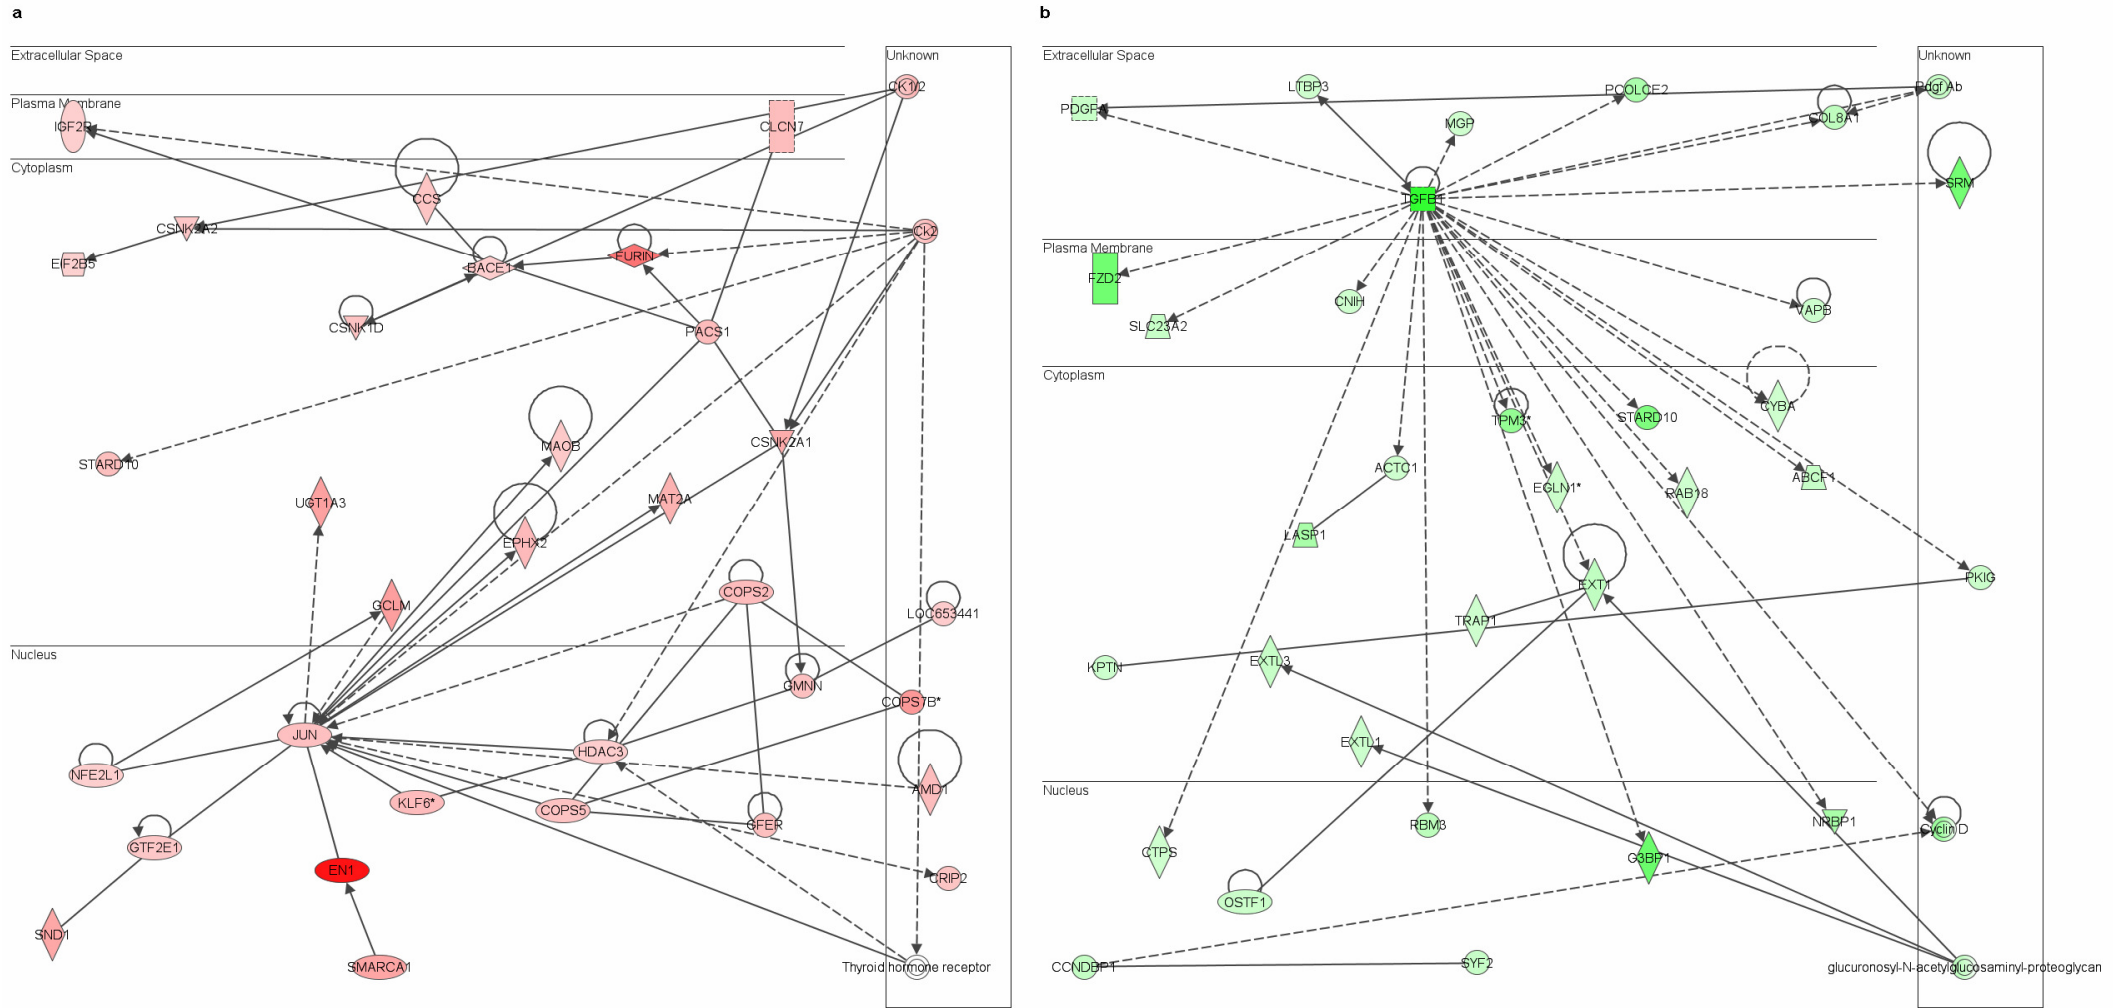 a
Extracellular Space
Unknown
CK1/2
Plasma Membrane
IGF2R
CLCN7
Cytoplasm
CCS
CSNK2A2
Ck2
EIF2B5
BACE1
FURIN
CSNK1D
PACS1
MAOB
CSNK2A1
STARD10
UGT1A3
MAT2A
EPHX2
GCLM
COPS2
LOC653441
Nucleus
GMNN
COPS7B*
JUN
HDAC3
NFE2L1
KLF6*
COPS5
AMD1
GFER
GTF2E1
EN1
CRIP2
SND1
SMARCA1
Thyroid hormone receptor
b
Extracellular Space
Unknown
LTBP3
PCOLCE2
Pdgf Ab
PDGFA
MGP
COL8A1
TGFB1
SRM
Plasma Membrane
FZD2
CNIH
VAPB
SLC23A2
Cytoplasm
TPM3*
STARD10
CYBA
ACTC1
EGLN1*
RAB18
ABCF1
LASP1
EXT1
PKIG
TRAP1
KPTN
EXTL3
EXTL1
Nucleus
RBM3
NRBP1
Cyclin D
CTPS
G3BP1
OSTF1
CCNDBP1
SYF2
glucuronosyl-N-acetylglucosaminyl-proteoglycan